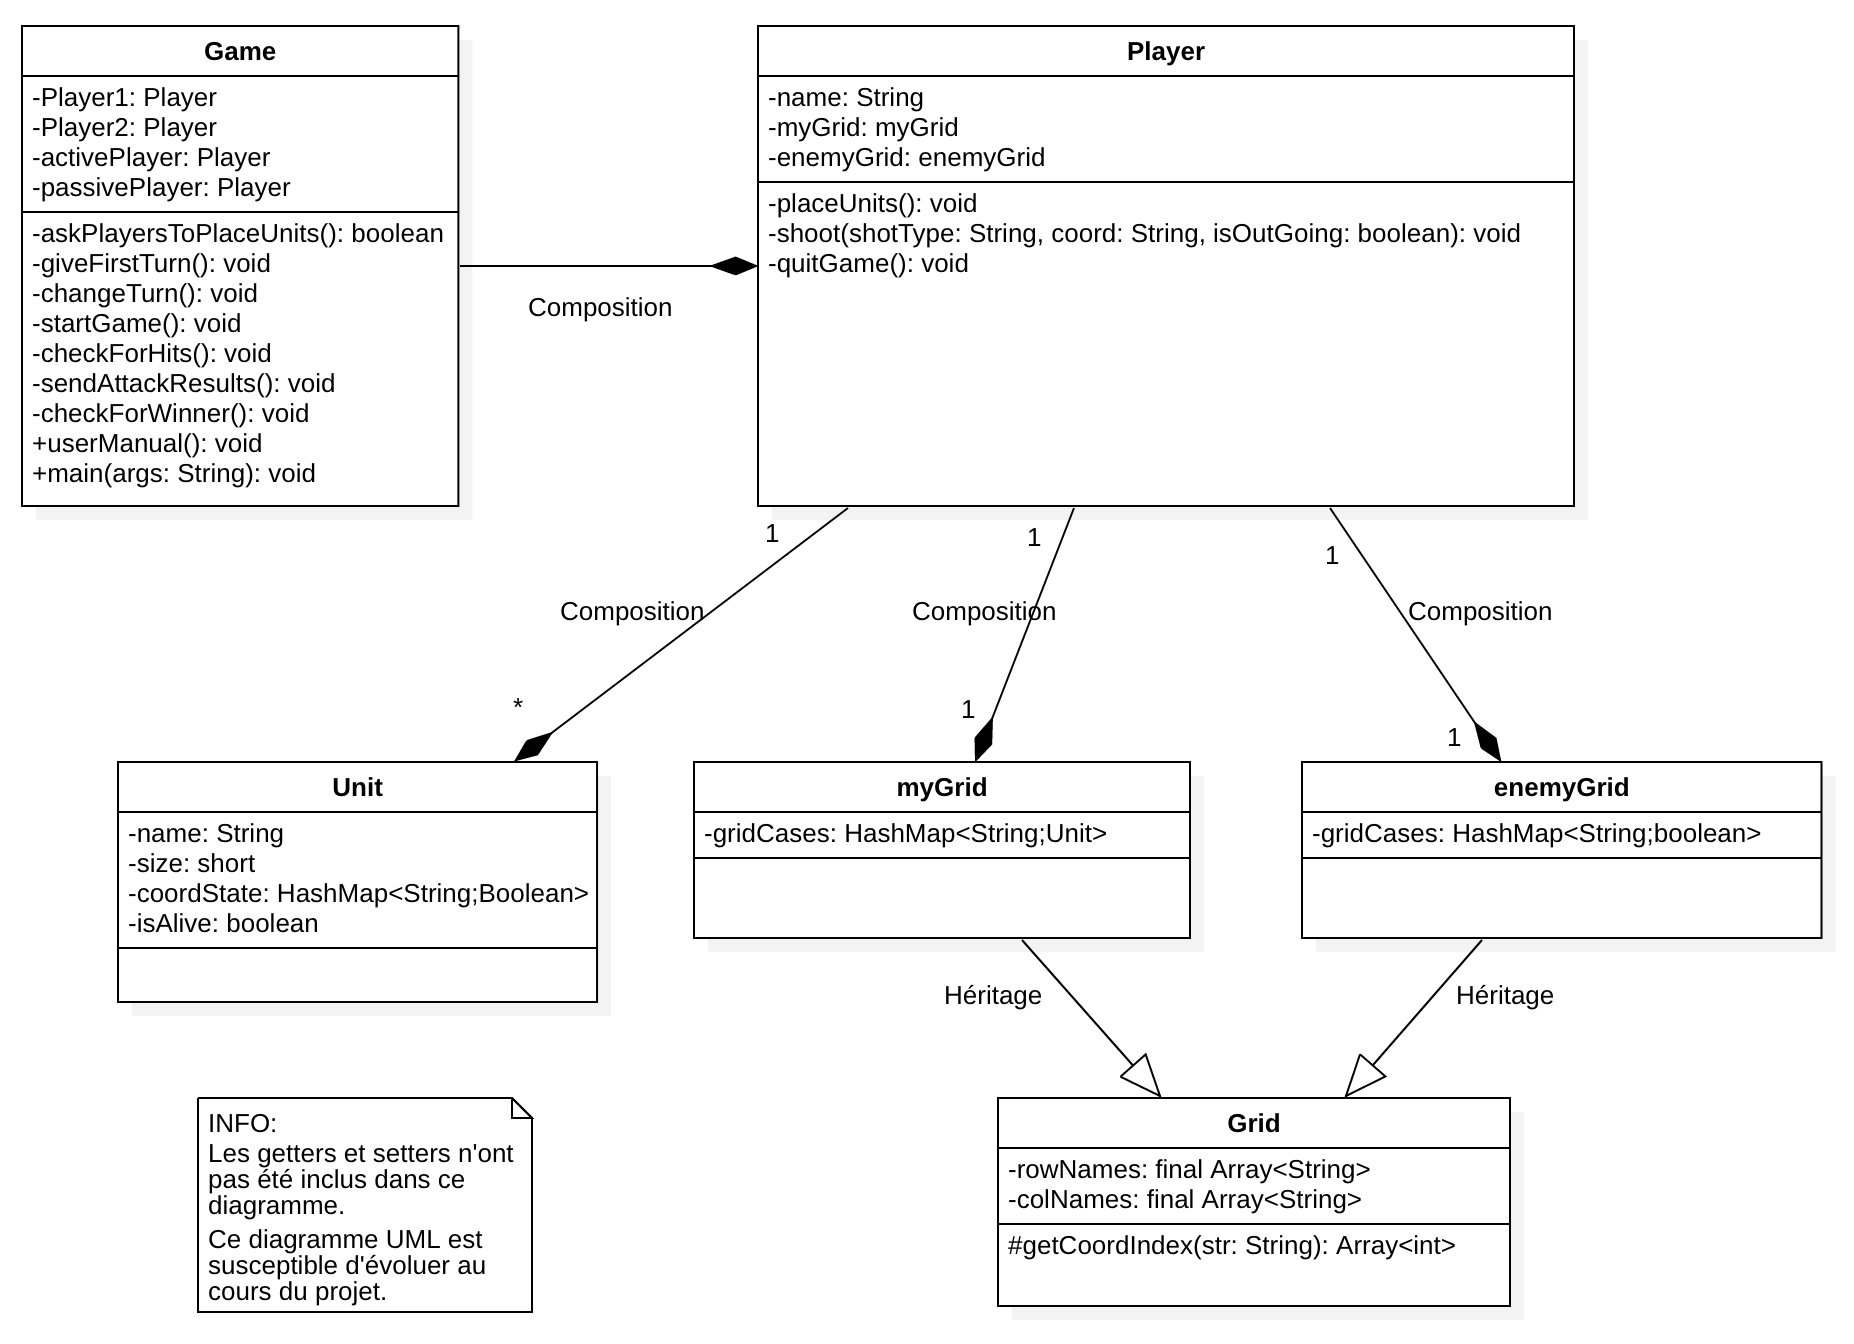 Game
-Player1: Player
-Player2: Player
-activePlayer: Player
-passivePlayer: Player
-askPlayersToPlaceUnits(): boolean
-giveFirstTurn(): void
-changeTurn(): void
-startGame(): void
-checkForHits(): void
-sendAttackResults(): void
-checkForWinner(): void
+userManual(): void
+main(args: String): void
Composition
Player
-name: String
-myGrid: myGrid
-enemyGrid: enemyGrid
-placeUnits(): void
-shoot(shotType: String, coord: String, isOutGoing: boolean): void
-quitGame(): void
1
Composition
*
1
Composition
1
1
Composition
1
Unit
-name: String
-size: short
-coordState: HashMap<String;Boolean>
-isAlive: boolean
myGrid
-gridCases: HashMap<String;Unit>
enemyGrid
-gridCases: HashMap<String;boolean>
Héritage
Héritage
Grid
-rowNames: final Array<String>
-colNames: final Array<String>
#getCoordIndex(str: String): Array<int>
INFO:
Les getters et setters n'ont
pas été inclus dans ce
diagramme.
Ce diagramme UML est
susceptible d'évoluer au
cours du projet.